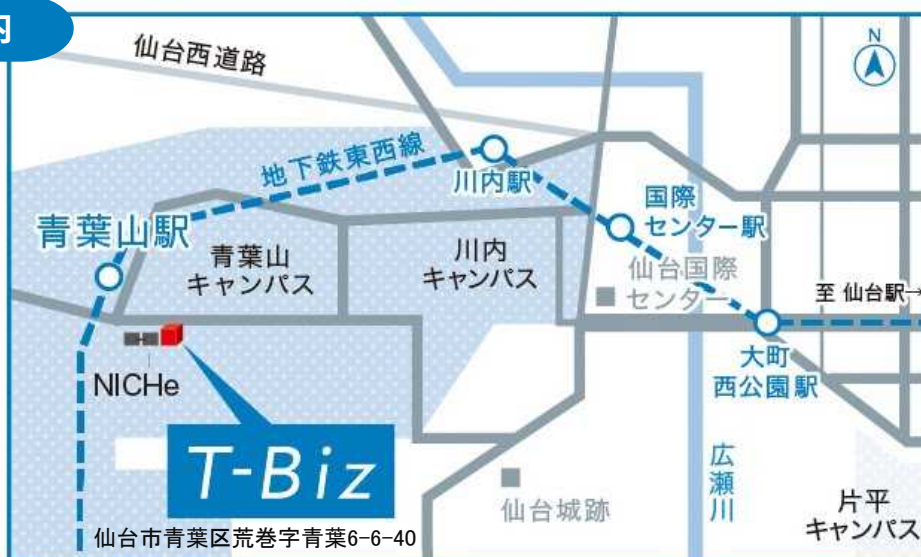 内
仙台西道路
N
地下鉄東西線
川内駅
国際
センター駅
青葉山駅
青葉山
キャンパス
川内
キャンパス
仙台国際
センター
至 仙台駅→
大町
西公園駅
NICHe
T-Biz
仙台城跡
広瀬川
片平
キャンパス
仙台市青葉区荒巻字青葉6-6-40